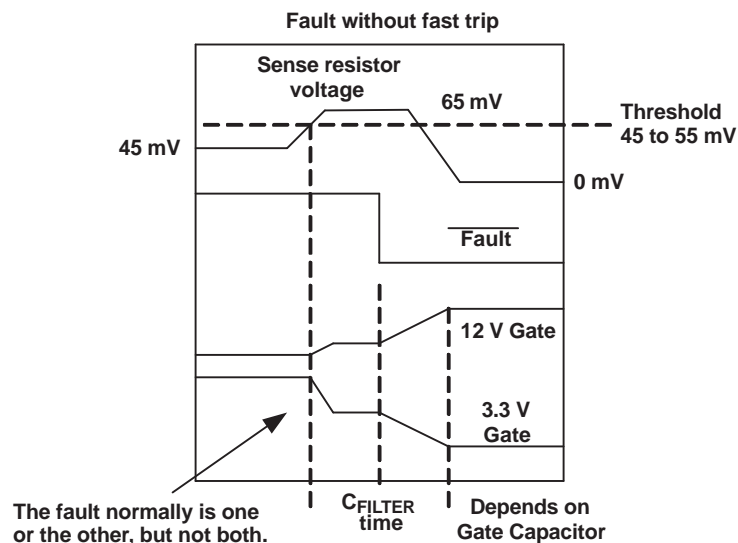 Fault without fast trip
Sense resistor
voltage
65 mV
Threshold
45 to 55 mV
45 mV
0 mV
Fault
12 V Gate
3.3 V
Gate
The fault normally is one
or the other, but not both.
CFILTER
time
Depends on
Gate Capacitor